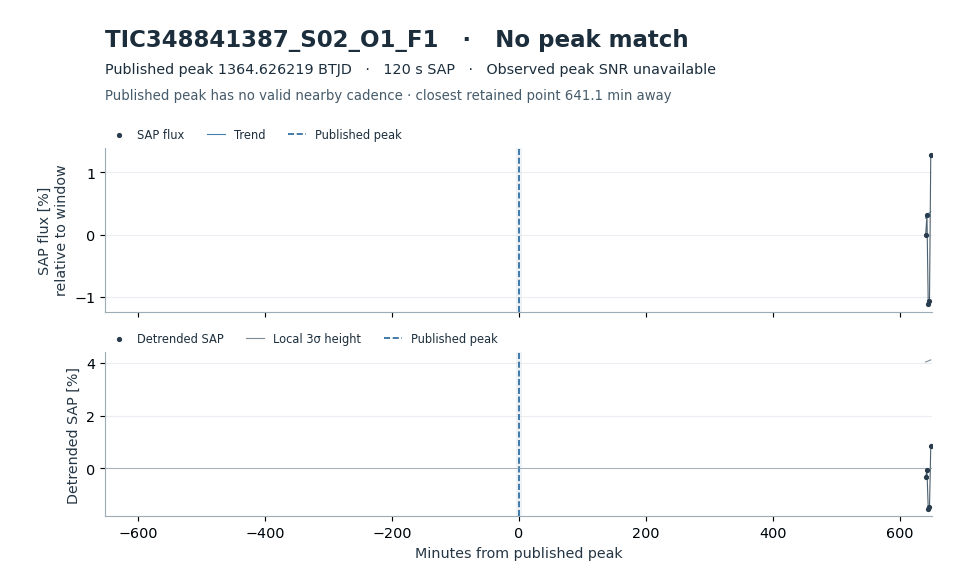 TIC348841387_S02_O1_F1 · No peak match
Published peak 1364.626219 BTJD · 120 s SAP · Observed peak SNR unavailable
Published peak has no valid nearby cadence · closest retained point 641.1 min away
SAP flux Trend Published peak
SAP flux [%]
relative to window
1
0
−1
Detrended SAP Local 3σ height Published peak
Detrended SAP [%]
4
2
0
−600 −400 −200 0 200 400 600
Minutes from published peak